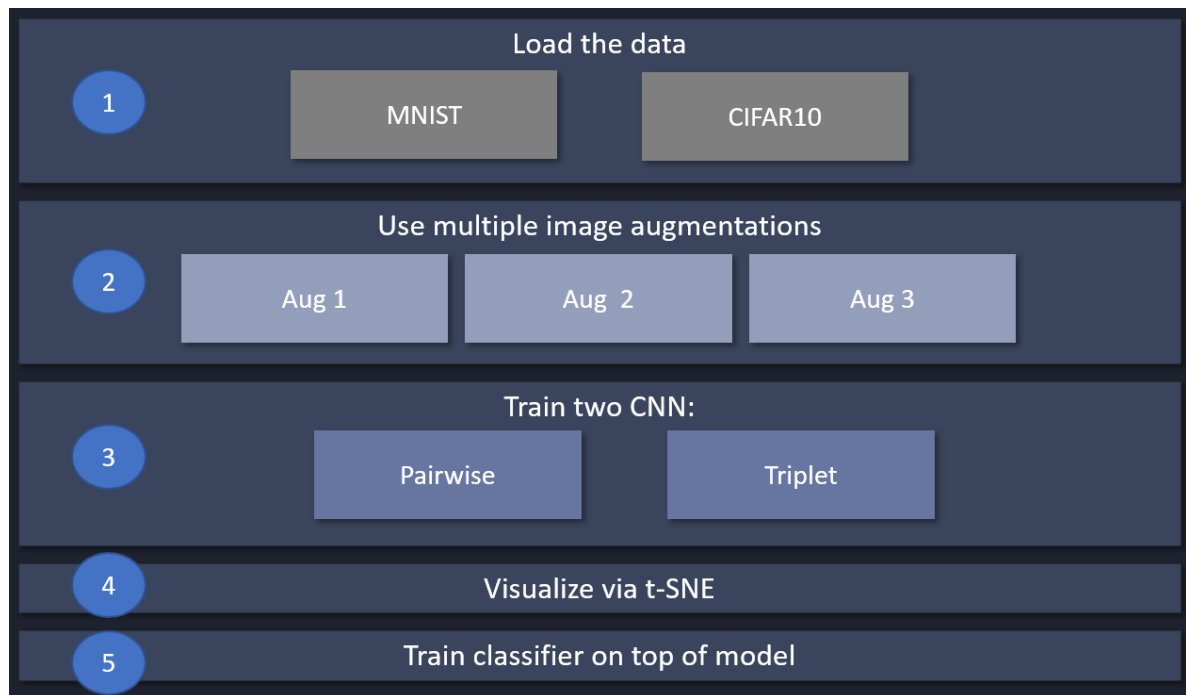 Load the data
1
MNIST
CIFAR10
Use multiple image augmentations
2
Aug 1
Aug  2
Aug 3
Train two CNN:
3
Pairwise
Triplet
4
Visualize via t-SNE
5
Train classifier on top of model